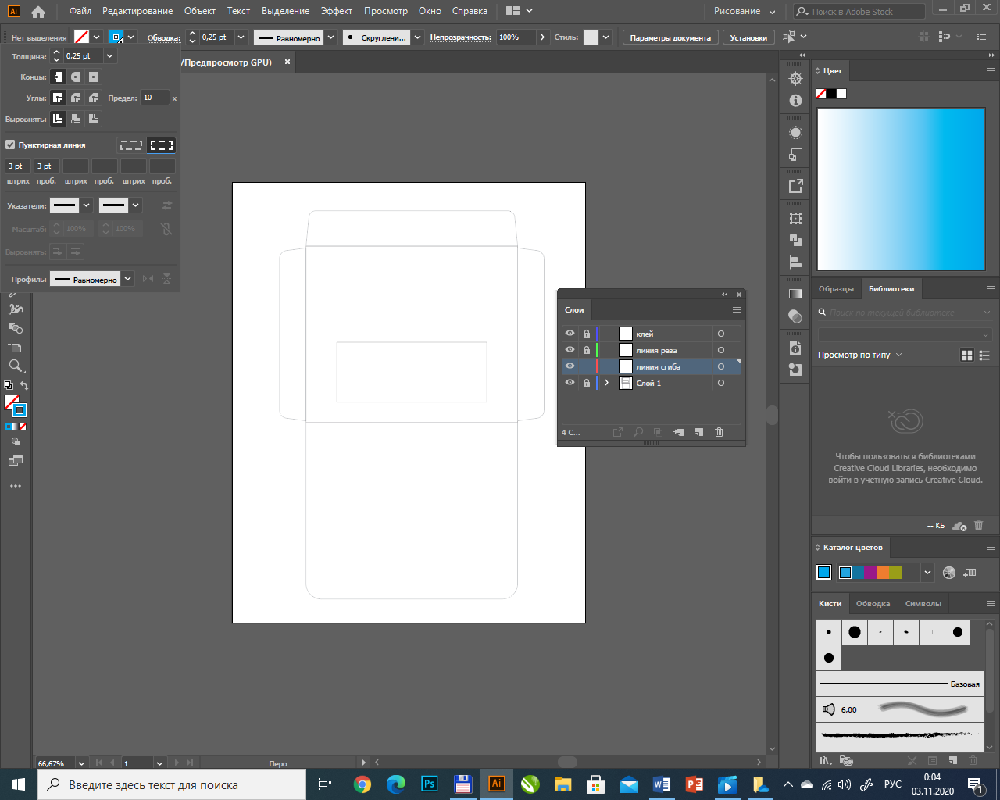 Ai
Файл Редактирование Объект Текст Выделение Эффект Просмотр Окно Справка
Рисование
Поиск в Adobe Stock
Нет выделения
Обводка:
0,25 pt
Равномерно
Скруглени...
Непрозрачность:
100%
Стиль:
Параметры документа
Установки
Толщина:
0,25 pt
/Предпросмотр GPU)
Концы:
Углы:
Предел:
10
x
Выровнять:
Пунктирная линия
3 pt 3 pt
штрих проб. штрих проб. штрих проб.
Указатели:
Масштаб:
100%
100%
Выровнять:
Профиль:
Равномерно
Слои
клей
линия реза
линия сгиба
Слой 1
4 С...
Цвет
Образцы Библиотеки
Поиск по текущей библиотеке
Просмотр по типу
Чтобы пользоваться библиотеками
Creative Cloud Libraries, необходимо
войти в учетную запись Creative Cloud.
-- КБ
Каталог цветов
Кисти Обводка Символы
Базовая
6,00
66,67%
1
Перо
Введите здесь текст для поиска
Ps
Ai
РУС
0:04
03.11.2020
1